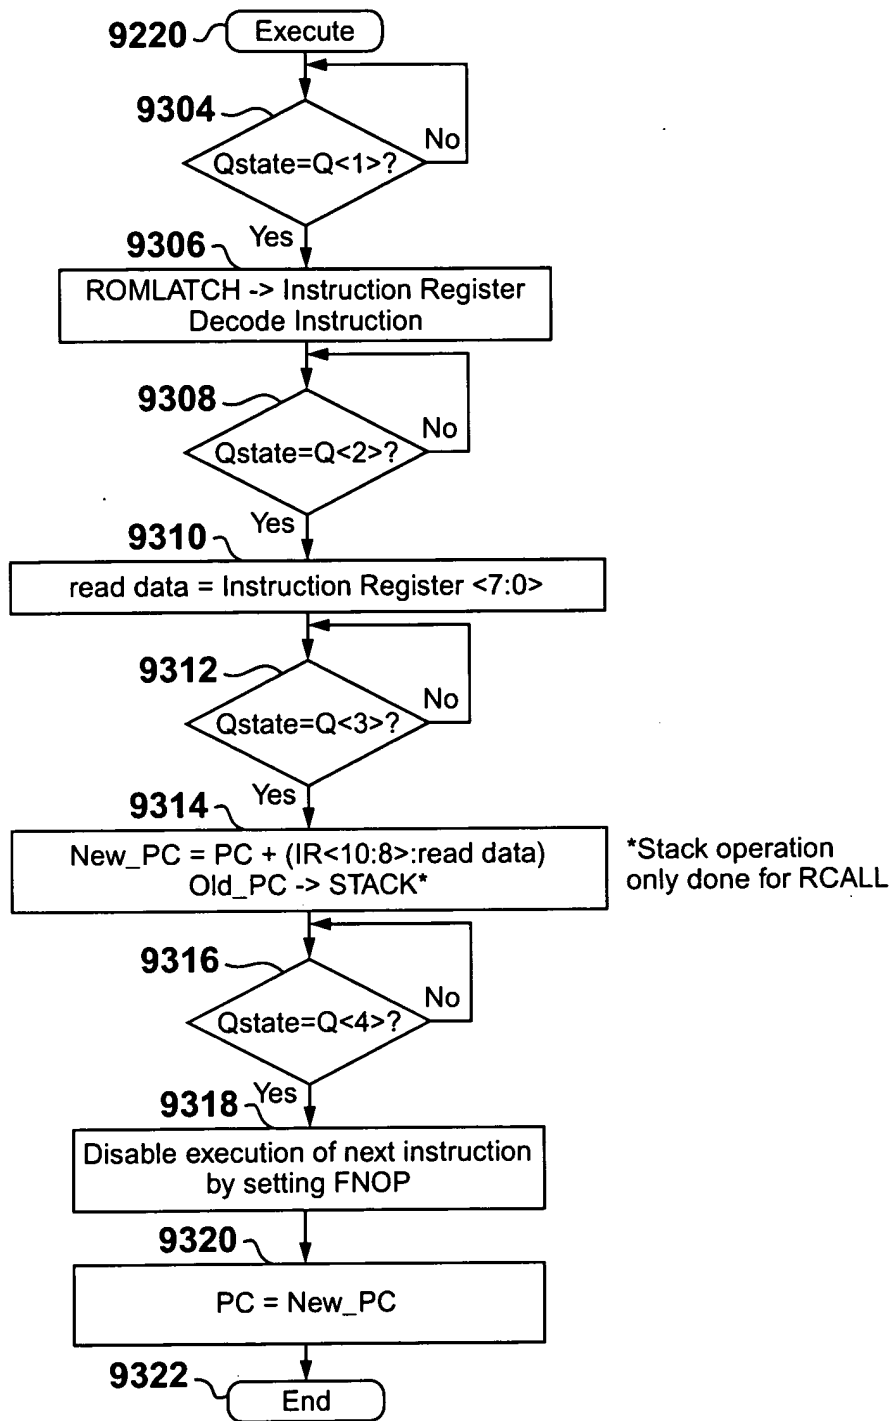 9220
Execute
9304
Qstate=Q<1>?
No
Yes
9306
ROMLATCH -> Instruction Register
Decode Instruction
9308
Qstate=Q<2>?
No
Yes
9310
read data = Instruction Register <7:0>
9312
Qstate=Q<3>?
No
Yes
9314
New_PC = PC + (IR<10:8>:read data)
Old_PC -> STACK*
*Stack operation
only done for RCALL
9316
Qstate=Q<4>?
No
Yes
9318
Disable execution of next instruction
by setting FNOP
9320
PC = New_PC
9322
End